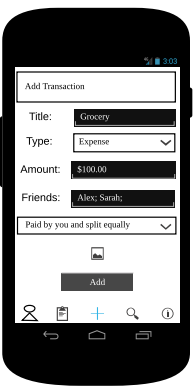 3:03
Add Transaction
Title: Grocery
Type: Expense
Amount: $100.00
Friends: Alex; Sarah;
Paid by you and split equally
Add